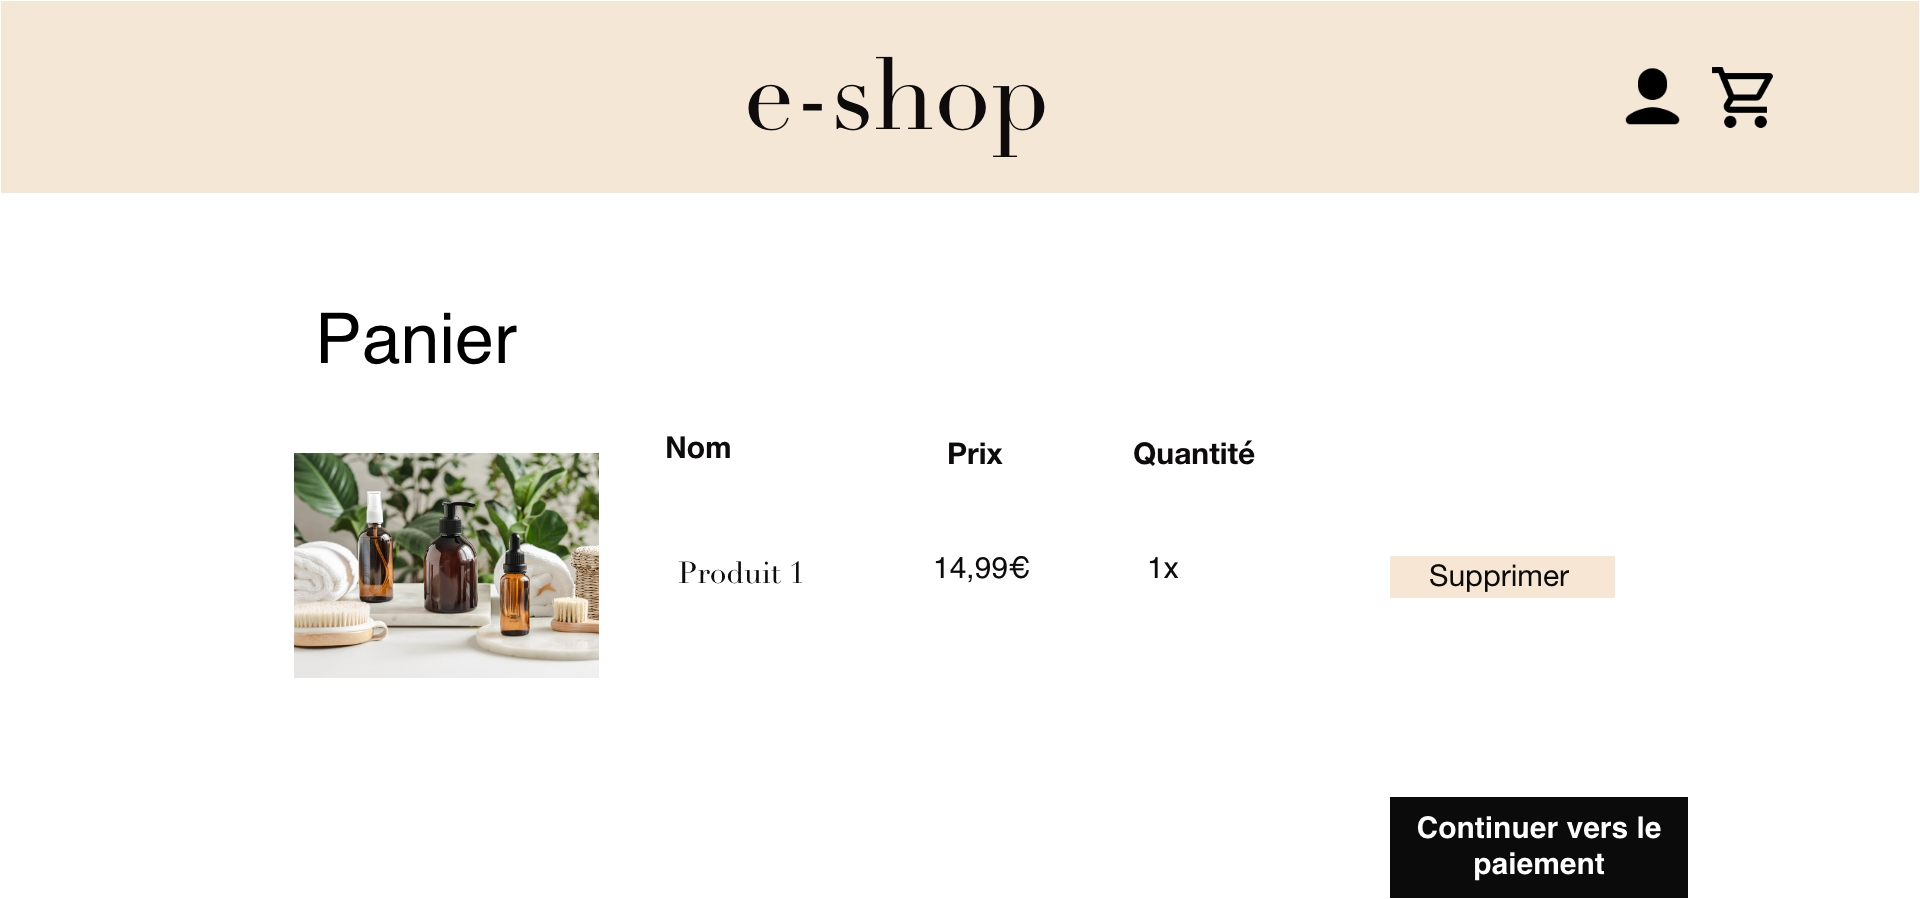 e-shop
Panier
Nom
Prix
Quantité
Produit 1
14,99€
1x
Supprimer
Continuer vers le
paiement